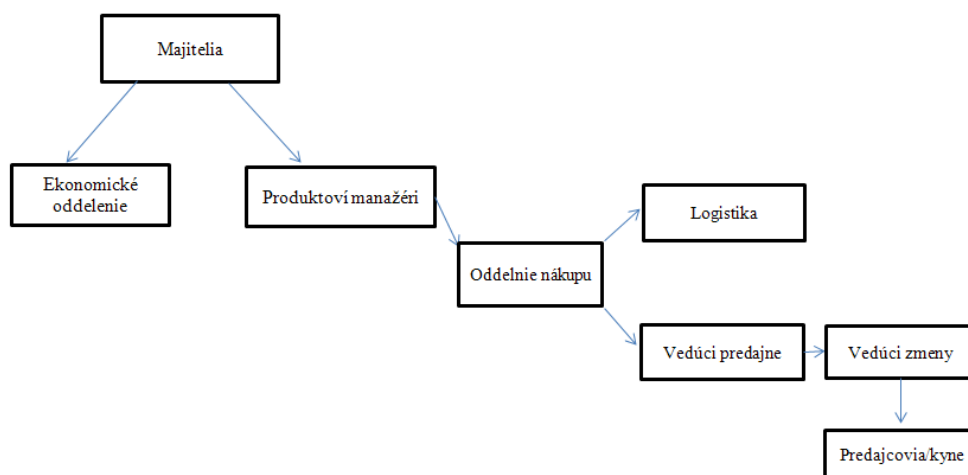 Majitelia
Ekonomické
oddelenie
Produktoví manažéri
Logistika
Oddelnie nákupu
Vedúci predajne
Vedúci zmeny
Predajcovia/kyne